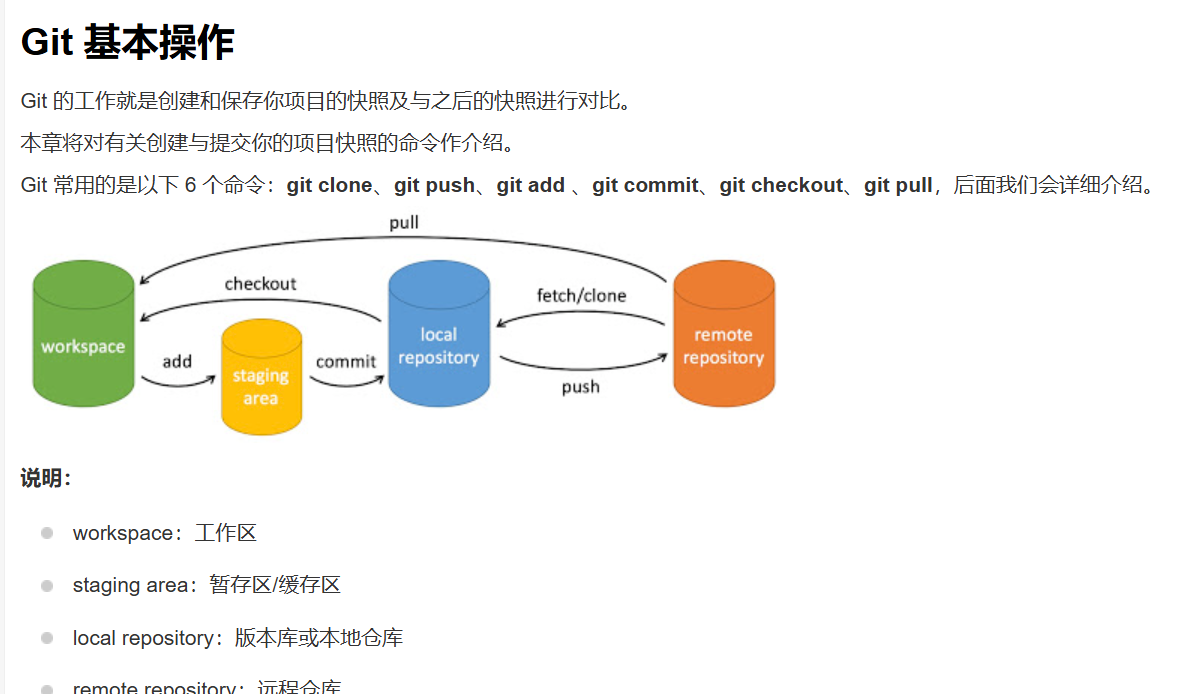 Git 基本操作
Git 的工作就是创建和保存你项目的快照及与之后的快照进行对比。
本章将对有关创建与提交你的项目快照的命令作介绍。
Git 常用的是以下 6 个命令：git clone、git push、git add 、git commit、git checkout、git pull，后面我们会详细介绍。
pull
checkout
fetch/clone
workspace
add
staging
area
commit
local
repository
push
remote
repository
说明：
workspace：工作区
staging area：暂存区/缓存区
local repository：版本库或本地仓库
remote repository：远程仓库